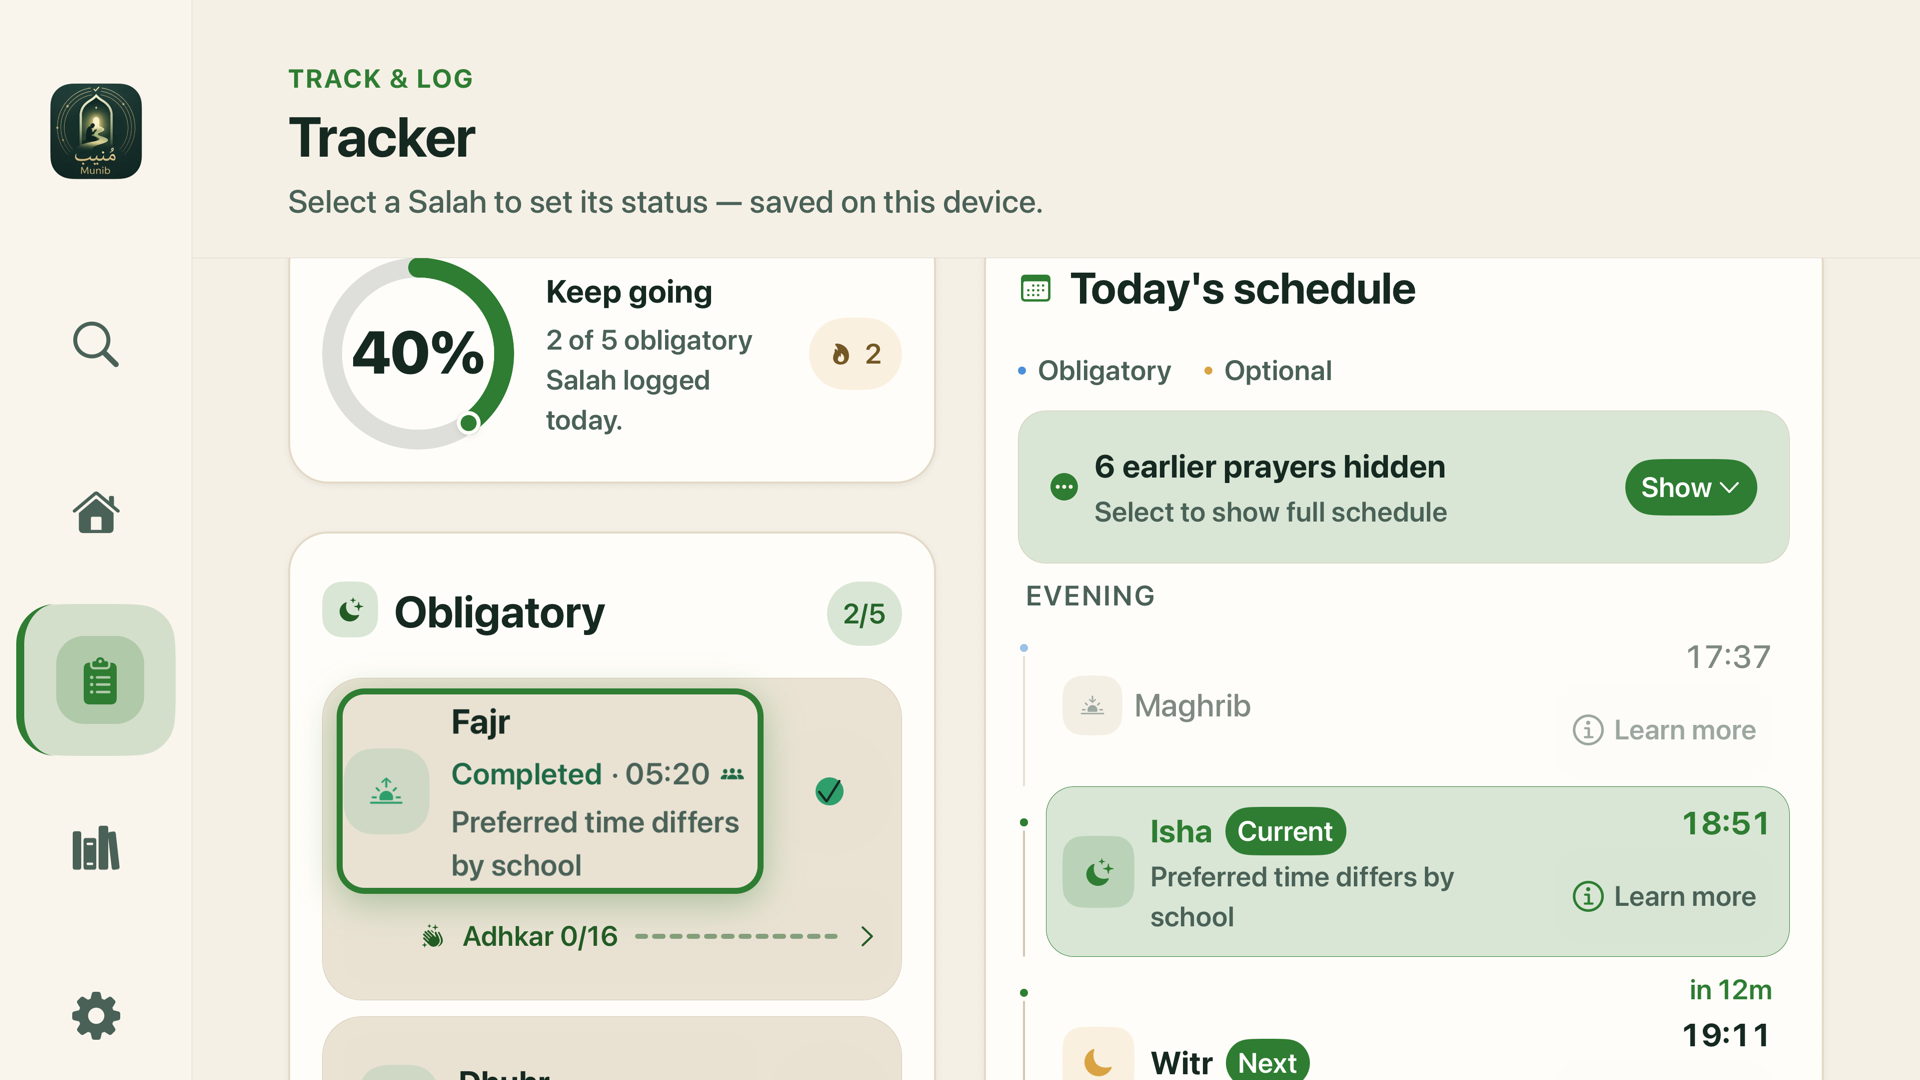 مُنيب
Munib
TRACK & LOG
Tracker
Select a Salah to set its status — saved on this device.
40%
Keep going
2 of 5 obligatory
Salah logged
today.
2
Obligatory
2/5
Fajr
Completed · 05:20
Preferred time differs
by school
Adhkar 0/16
Dhuhr
Today's schedule
Obligatory
Optional
6 earlier prayers hidden
Select to show full schedule
Show
EVENING
17:37
Maghrib
Learn more
Isha
Current
18:51
Preferred time differs by
school
Learn more
in 12m
19:11
Witr
Next